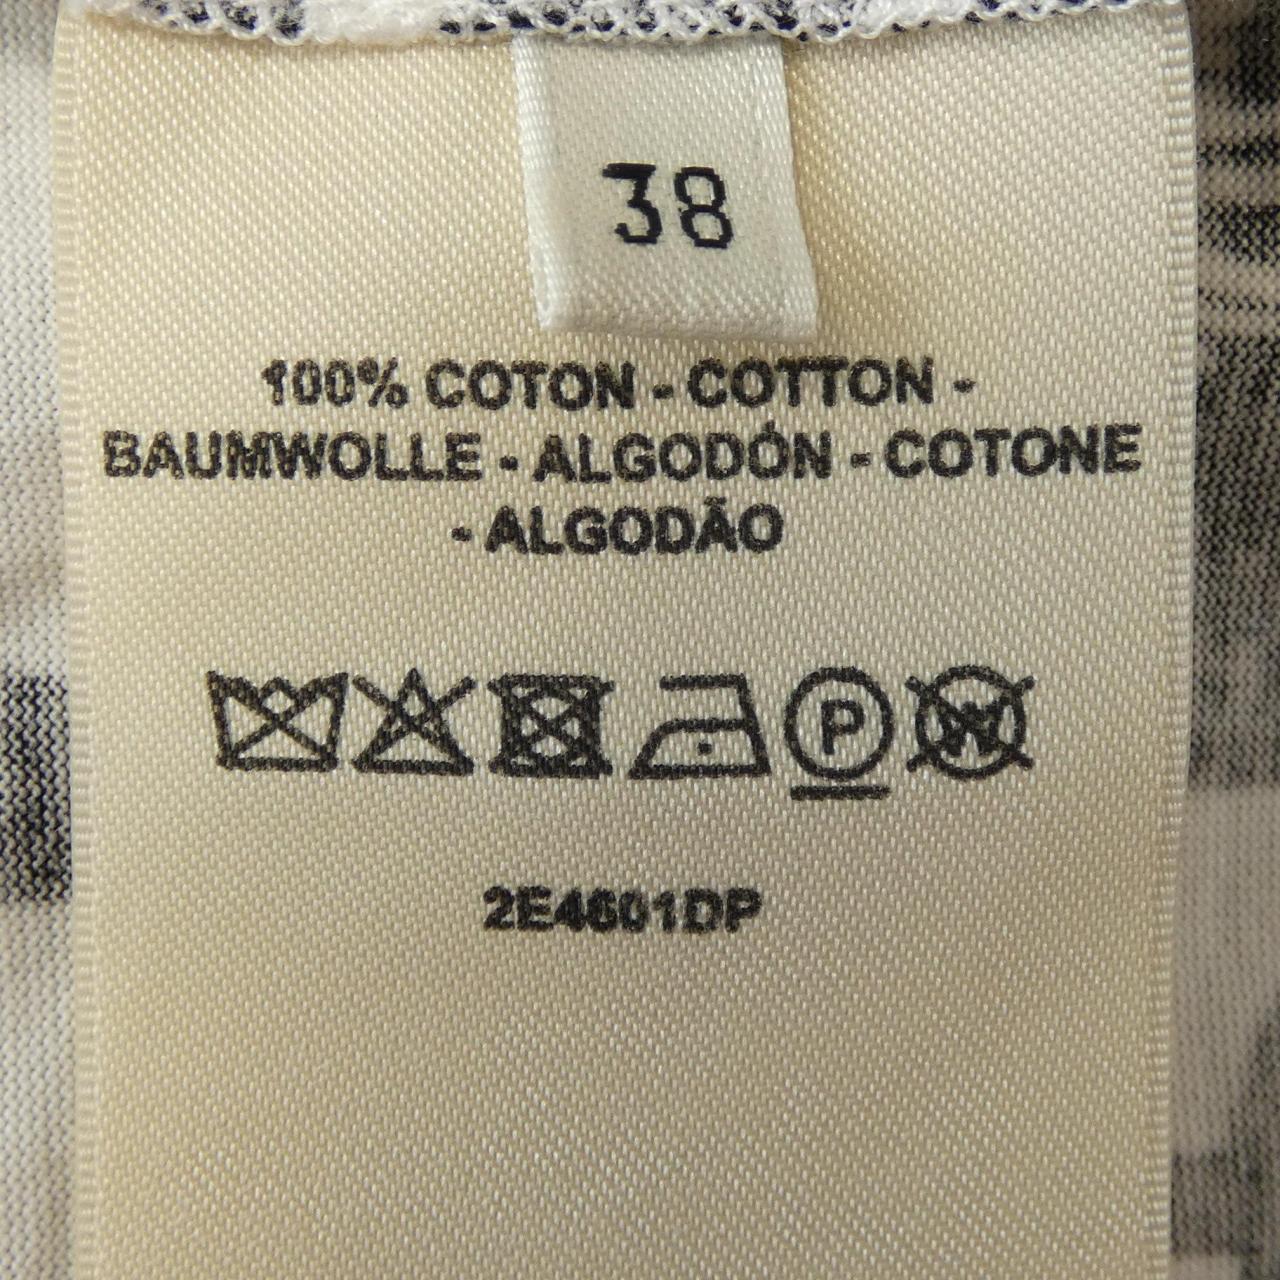 38
100% COTON - COTTON -
BAUMWOLLE - ALGODÓN - COTONE
- ALGODÃO
P W
2E4601DP